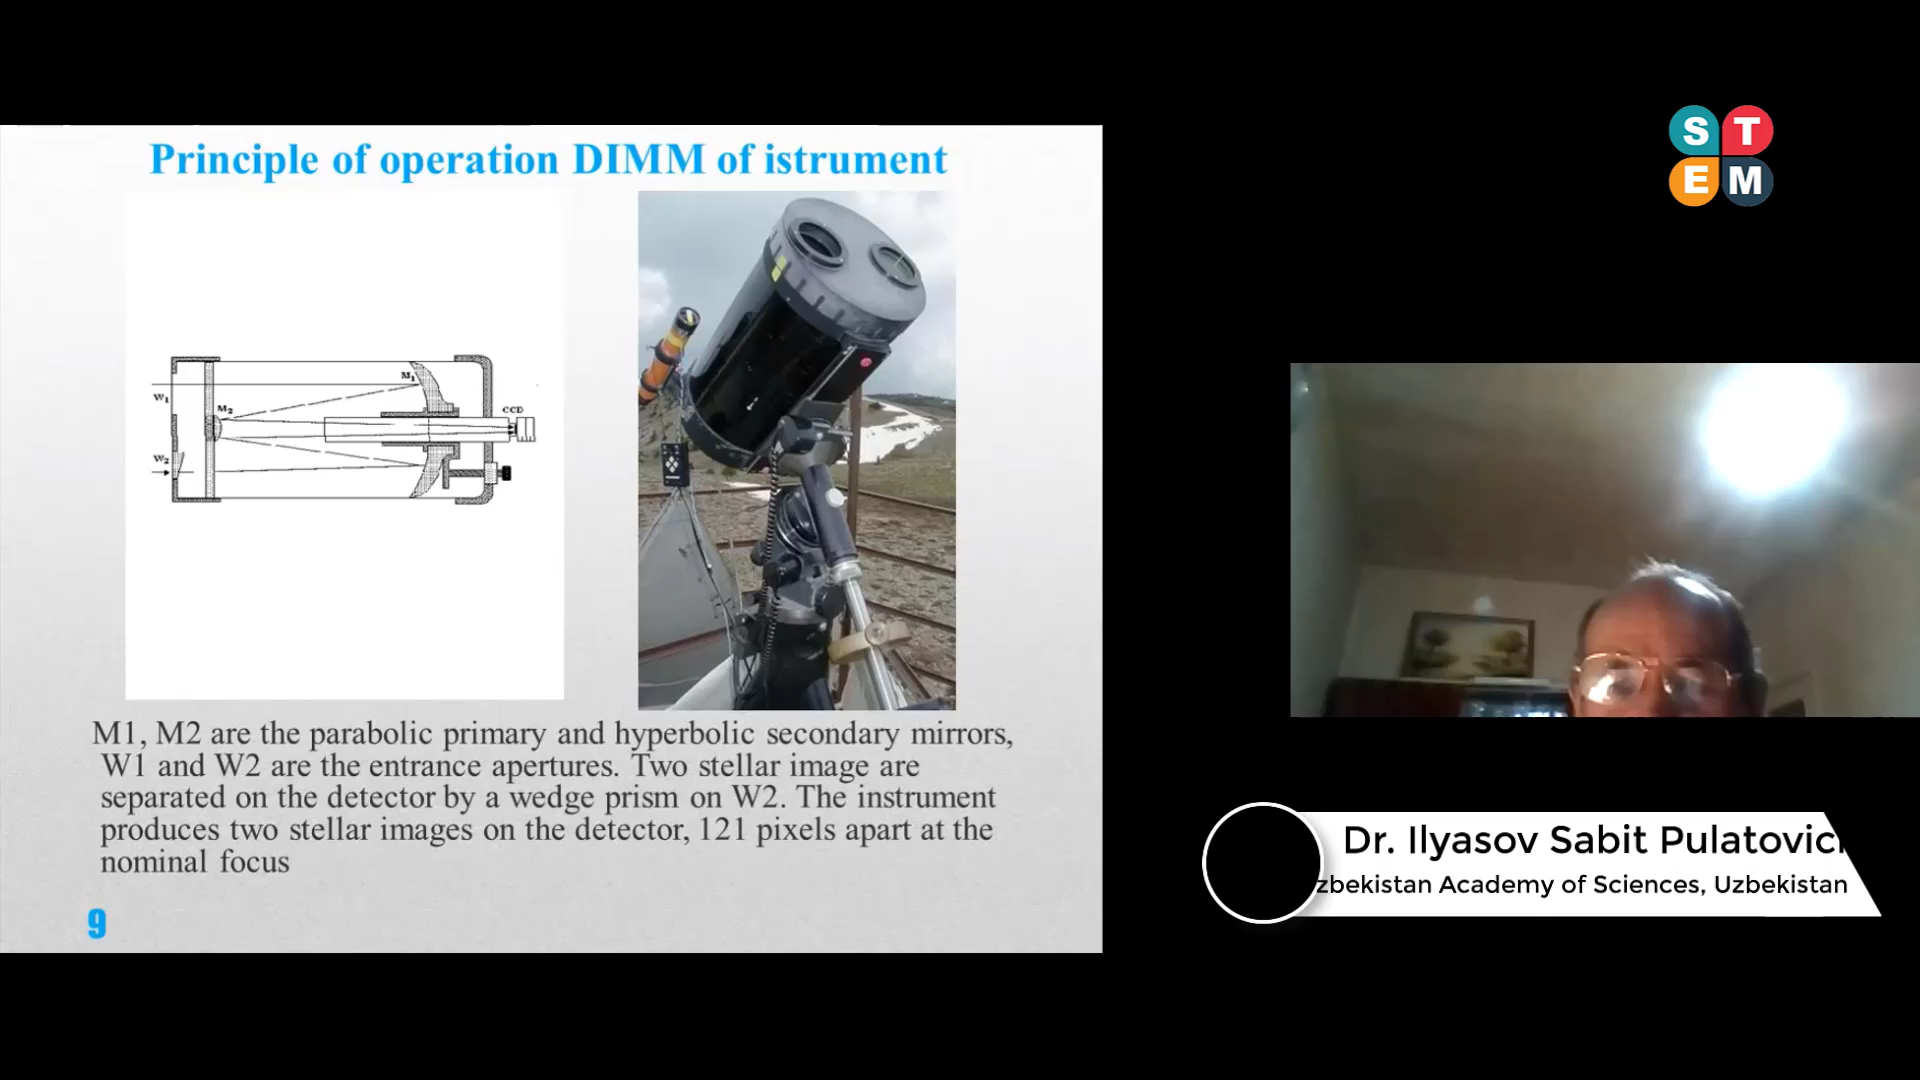 Principle of operation DIMM of istrument
M1
W1
M2
CCD
W2
M1, M2 are the parabolic primary and hyperbolic secondary mirrors,
W1 and W2 are the entrance apertures. Two stellar image are
separated on the detector by a wedge prism on W2. The instrument
produces two stellar images on the detector, 121 pixels apart at the
nominal focus
9
S T
E M
Dr. Ilyasov Sabit Pulatovic
zbekistan Academy of Sciences, Uzbekistan